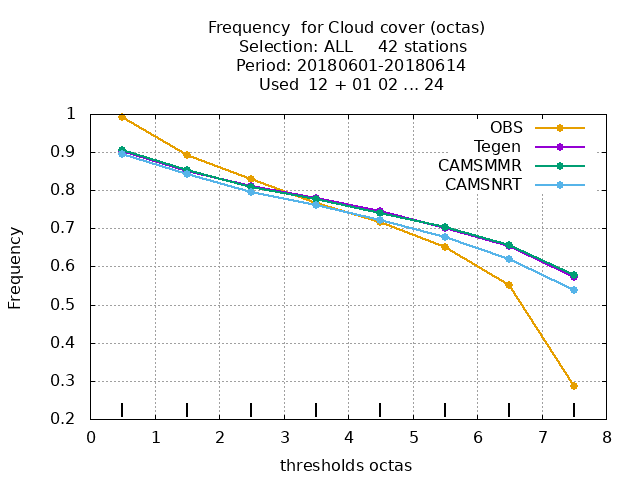 Frequency  for Cloud cover (octas)
Selection: ALL     42 stations
Period: 20180601-20180614
Used  12 + 01 02 ... 24
OBS
Tegen
CAMSMMR
CAMSNRT
1
0.9
0.8
0.7
0.6
0.5
0.4
0.3
0.2
Frequency
0 1 2 3 4 5 6 7 8
thresholds octas